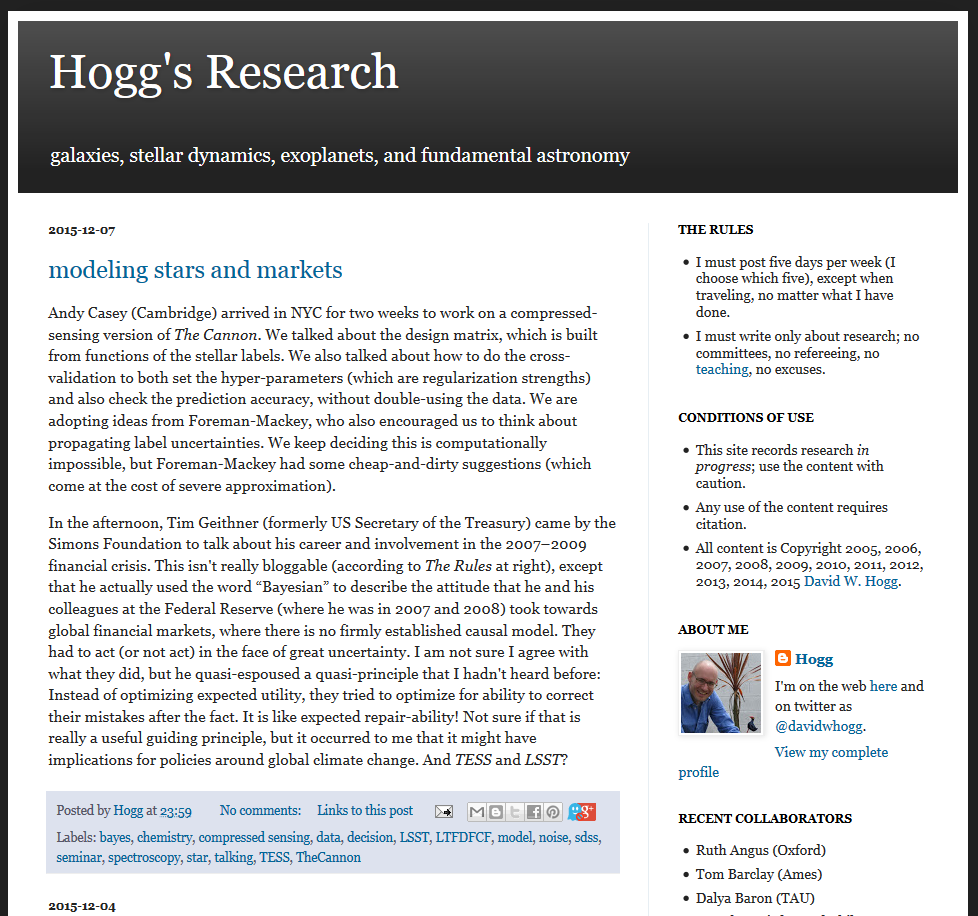 Hogg's Research
galaxies, stellar dynamics, exoplanets, and fundamental astronomy
2015-12-07
modeling stars and markets
Andy Casey (Cambridge) arrived in NYC for two weeks to work on a compressed-
sensing version of The Cannon. We talked about the design matrix, which is built
from functions of the stellar labels. We also talked about how to do the cross-
validation to both set the hyper-parameters (which are regularization strengths)
and also check the prediction accuracy, without double-using the data. We are
adopting ideas from Foreman-Mackey, who also encouraged us to think about
propagating label uncertainties. We keep deciding this is computationally
impossible, but Foreman-Mackey had some cheap-and-dirty suggestions (which
come at the cost of severe approximation).
In the afternoon, Tim Geithner (formerly US Secretary of the Treasury) came by the
Simons Foundation to talk about his career and involvement in the 2007–2009
financial crisis. This isn't really bloggable (according to The Rules at right), except
that he actually used the word “Bayesian” to describe the attitude that he and his
colleagues at the Federal Reserve (where he was in 2007 and 2008) took towards
global financial markets, where there is no firmly established causal model. They
had to act (or not act) in the face of great uncertainty. I am not sure I agree with
what they did, but he quasi-espoused a quasi-principle that I hadn't heard before:
Instead of optimizing expected utility, they tried to optimize for ability to correct
their mistakes after the fact. It is like expected repair-ability! Not sure if that is
really a useful guiding principle, but it occurred to me that it might have
implications for policies around global climate change. And TESS and LSST?
Posted by Hogg at 23:59 No comments: Links to this post
Labels: bayes, chemistry, compressed sensing, data, decision, LSST, LTFDFCF, model, noise, sdss,
seminar, spectroscopy, star, talking, TESS, TheCannon
2015-12-04
THE RULES
I must post five days per week (I
choose which five), except when
traveling, no matter what I have
done.
I must write only about research; no
committees, no refereeing, no
teaching, no excuses.
CONDITIONS OF USE
This site records research in
progress; use the content with
caution.
Any use of the content requires
citation.
All content is Copyright 2005, 2006,
2007, 2008, 2009, 2010, 2011, 2012,
2013, 2014, 2015 David W. Hogg.
ABOUT ME
Hogg
I'm on the web here and
on twitter as
@davidwhogg.
View my complete
profile
RECENT COLLABORATORS
Ruth Angus (Oxford)
Tom Barclay (Ames)
Dalya Baron (TAU)